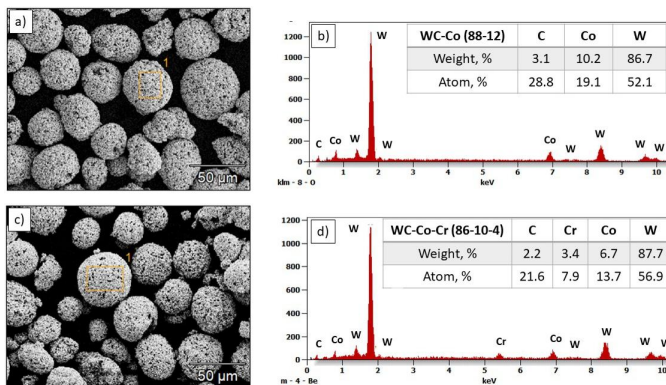 a)
1
50 µm
b)
WC-Co (88-12) C Co W
Weight, % 3.1 10.2 86.7
Atom, % 28.8 19.1 52.1
1200
1000
800
600
400
200
0
W
C Co W W Co W W W W
0 1 2 3 4 5 6 7 8 9 10
klm - 8 - O keV
c)
1
50 µm
d)
WC-Co-Cr (86-10-4) C Cr Co W
Weight, % 2.2 3.4 6.7 87.7
Atom, % 21.6 7.9 13.7 56.9
1200
1000
800
600
400
200
0
W
C Co W W Cr Co W W W W
0 1 2 3 4 5 6 7 8 9 10
m - 4 - Be keV